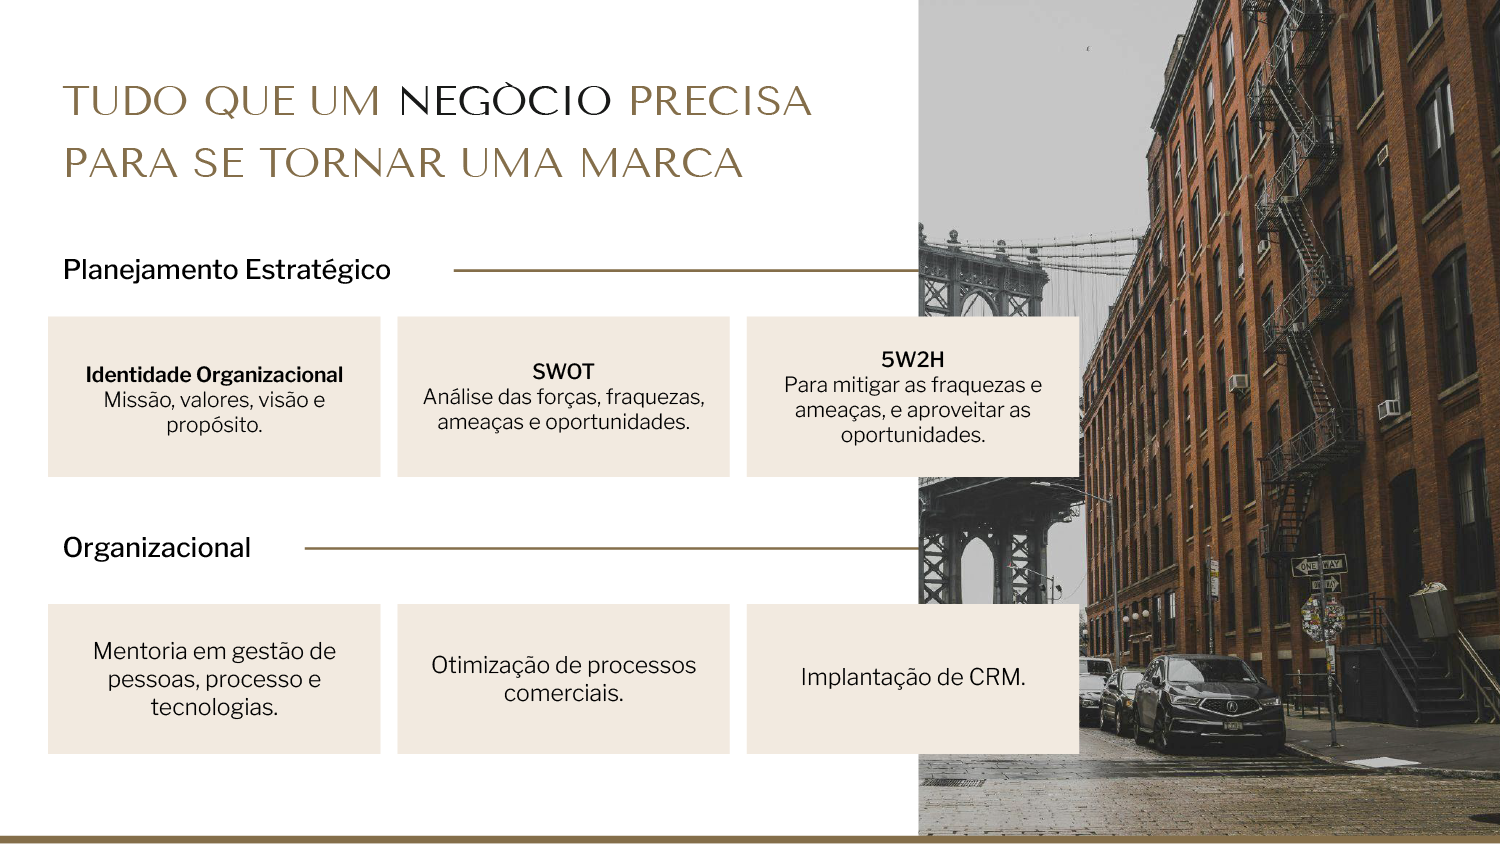 TUDO QUE UM NEGÒCIO PRECISA
PARA SE TORNAR UMA MARCA
Planejamento Estratégico
Identidade Organizacional
Missão, valores, visão e
propósito.
SWOT
Análise das forças, fraquezas,
ameaças e oportunidades.
5W2H
Para mitigar as fraquezas e
ameaças, e aproveitar as
oportunidades.
Organizacional
Mentoria em gestão de
pessoas, processo e
tecnologias.
Otimização de processos
comerciais.
Implantação de CRM.
ONE WAY